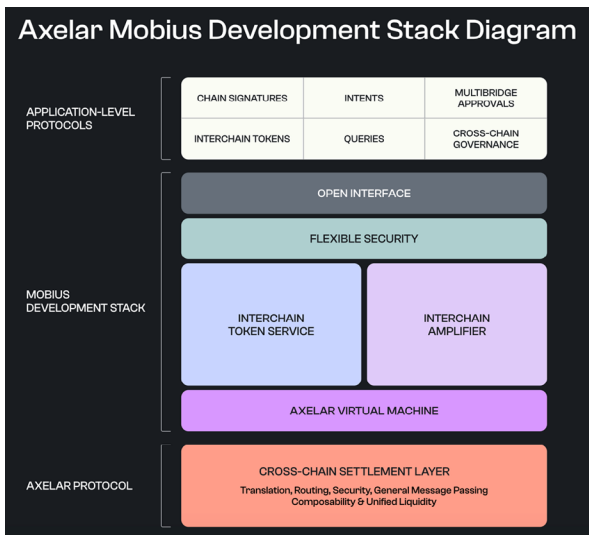 Axelar Mobius Development Stack Diagram
APPLICATION-LEVEL
PROTOCOLS
CHAIN SIGNATURES
INTENTS
MULTIBRIDGE
APPROVALS
INTERCHAIN TOKENS
QUERIES
CROSS-CHAIN
GOVERNANCE
MOBIUS
DEVELOPMENT STACK
OPEN INTERFACE
FLEXIBLE SECURITY
INTERCHAIN
TOKEN SERVICE
INTERCHAIN
AMPLIFIER
AXELAR VIRTUAL MACHINE
AXELAR PROTOCOL
CROSS-CHAIN SETTLEMENT LAYER
Translation, Routing, Security, General Message Passing
Composability & Unified Liquidity